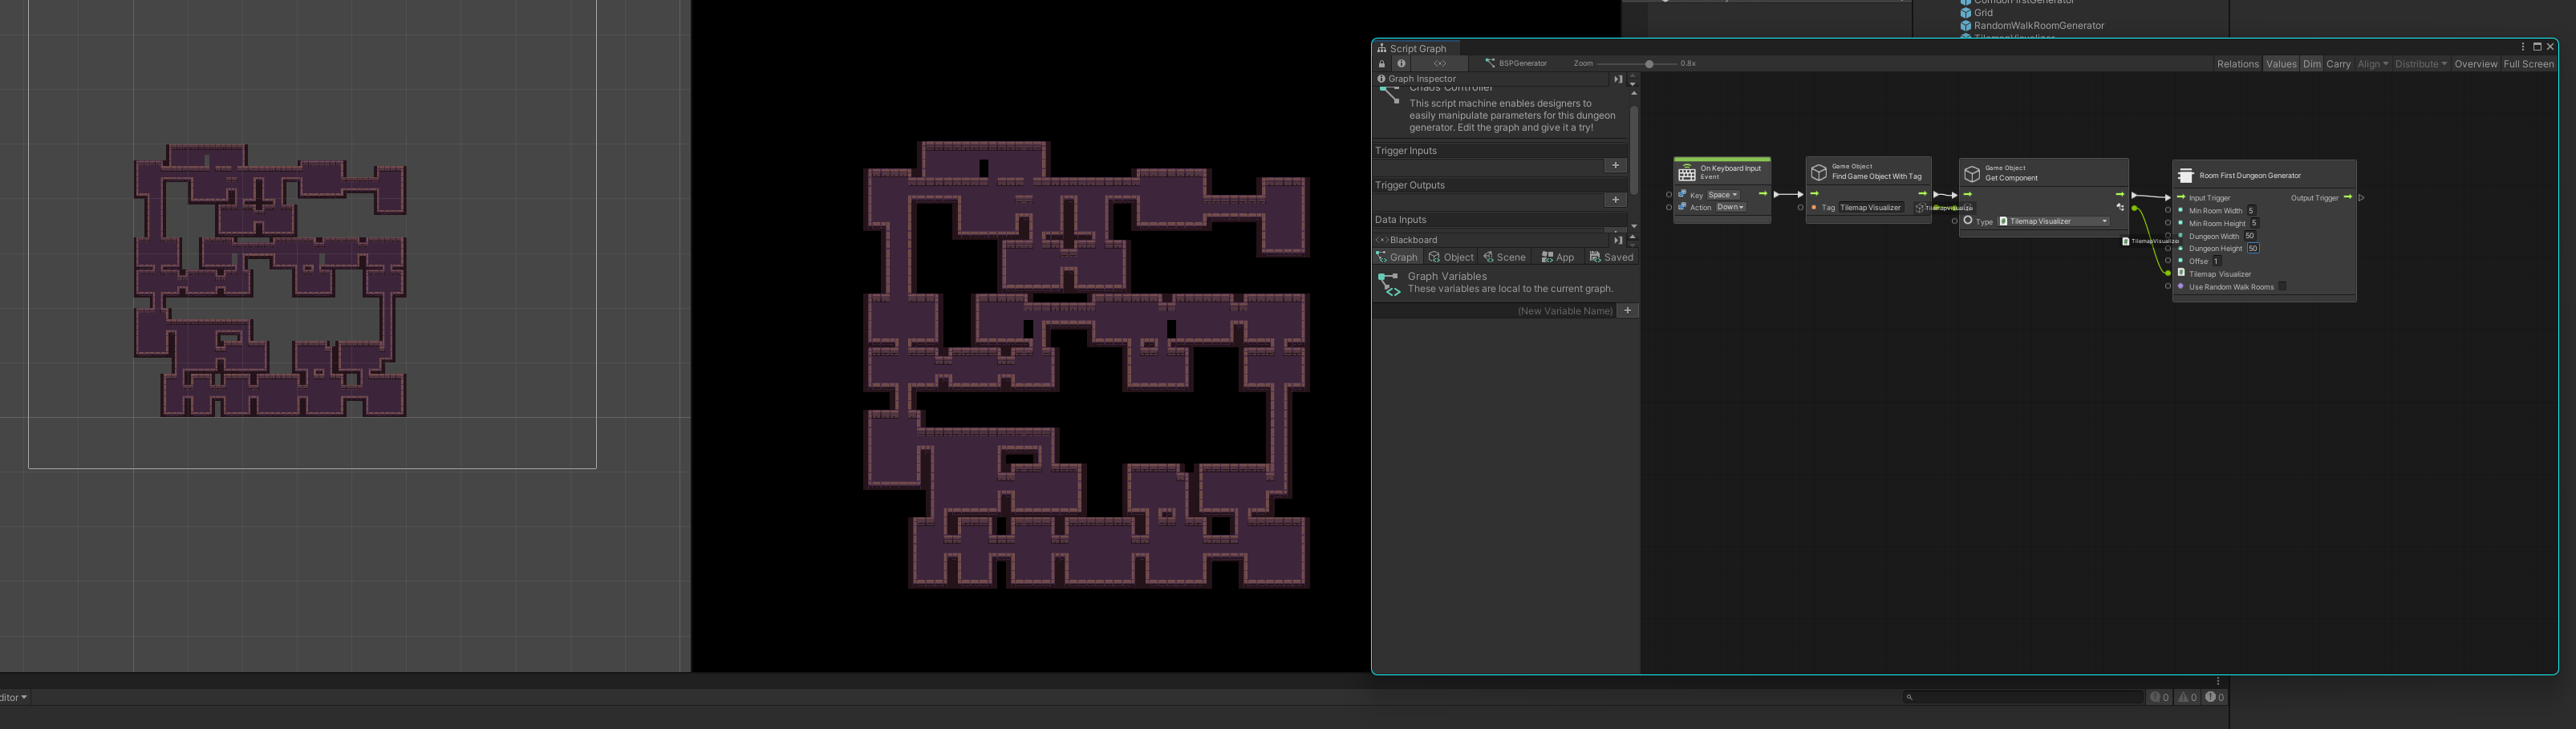 CorridorFirstGenerator
Grid
RandomWalkRoomGenerator
TilemapVisualizer
Script Graph
BSPGenerator
Zoom
0.8x
Relations
Values
Dim
Carry
Align
Distribute
Overview
Full Screen
Graph Inspector
Chaos Controller
This script machine enables designers to
easily manipulate parameters for this dungeon
generator. Edit the graph and give it a try!
Trigger Inputs
Trigger Outputs
Data Inputs
Blackboard
Graph
Object
Scene
App
Saved
Graph Variables
These variables are local to the current graph.
(New Variable Name)
On Keyboard Input
Event
Key Space
Action Down
Game Object
Find Game Object With Tag
Tag Tilemap Visualizer
TilemapVisualizer
Game Object
Get Component
Type Tilemap Visualizer
TilemapVisualizer
Room First Dungeon Generator
Input Trigger Output Trigger
Min Room Width 5
Min Room Height 5
Dungeon Width 50
Dungeon Height 50
Offset 1
Tilemap Visualizer
Use Random Walk Rooms
ditor
0
0
0